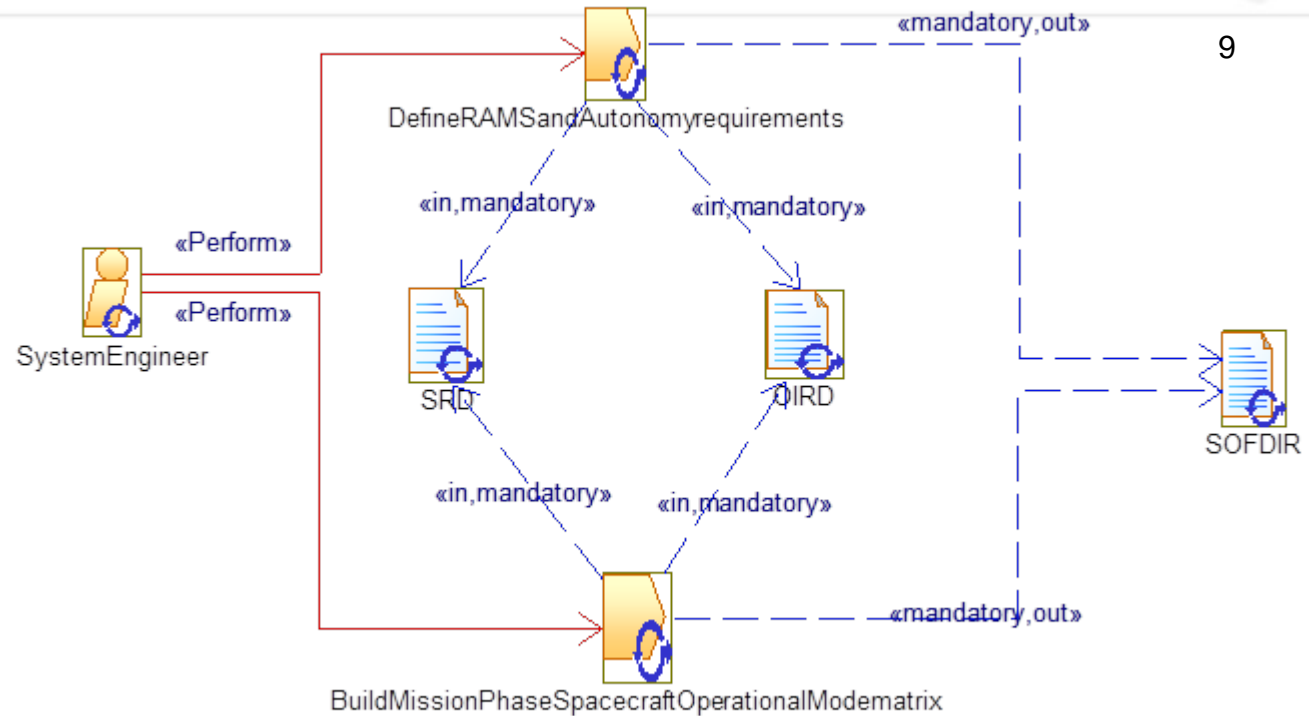 «mandatory,out»
9
DefineRAMSandAutonomyrequirements
«in,mandatory»
«in,mandatory»
«Perform»
«Perform»
SystemEngineer
SRD
OIRD
SOFDIR
«in,mandatory»
«in,mandatory»
«mandatory,out»
BuildMissionPhaseSpacecraftOperationalModematrix